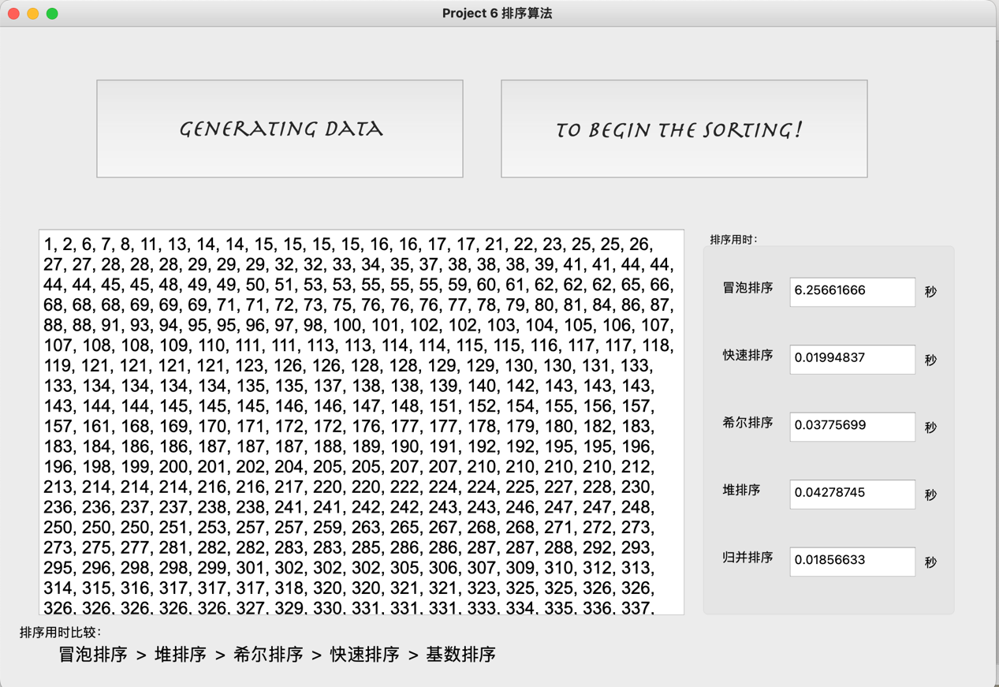 Project 6 排序算法
GENERATING DATA
TO BEGIN THE SORTING!
1, 2, 6, 7, 8, 11, 13, 14, 14, 15, 15, 15, 15, 16, 16, 17, 17, 21, 22, 23, 25, 25, 26,
27, 27, 28, 28, 28, 29, 29, 29, 32, 32, 33, 34, 35, 37, 38, 38, 38, 39, 41, 41, 44, 44,
44, 44, 45, 45, 48, 49, 49, 50, 51, 53, 53, 55, 55, 55, 59, 60, 61, 62, 62, 62, 65, 66,
68, 68, 68, 69, 69, 69, 71, 71, 72, 73, 75, 76, 76, 76, 77, 78, 79, 80, 81, 84, 86, 87,
88, 88, 91, 93, 94, 95, 95, 96, 97, 98, 100, 101, 102, 102, 103, 104, 105, 106, 107,
107, 108, 108, 109, 110, 111, 111, 113, 113, 114, 114, 115, 115, 116, 117, 117, 118,
119, 121, 121, 121, 121, 123, 126, 126, 128, 128, 129, 129, 130, 130, 131, 133,
133, 134, 134, 134, 134, 135, 135, 137, 138, 138, 139, 140, 142, 143, 143, 143,
143, 144, 144, 145, 145, 145, 146, 146, 147, 148, 151, 152, 154, 155, 156, 157,
157, 161, 168, 169, 170, 171, 172, 172, 176, 177, 177, 178, 179, 180, 182, 183,
183, 184, 186, 186, 187, 187, 187, 188, 189, 190, 191, 192, 192, 195, 195, 196,
196, 198, 199, 200, 201, 202, 204, 205, 205, 207, 207, 210, 210, 210, 210, 212,
213, 214, 214, 214, 216, 216, 217, 220, 220, 222, 224, 224, 225, 227, 228, 230,
236, 236, 237, 237, 238, 238, 241, 241, 242, 242, 243, 243, 246, 247, 247, 248,
250, 250, 250, 251, 253, 257, 257, 259, 263, 265, 267, 268, 268, 271, 272, 273,
273, 275, 277, 281, 282, 282, 283, 283, 285, 286, 286, 287, 287, 288, 292, 293,
295, 296, 298, 298, 299, 301, 302, 302, 302, 305, 306, 307, 309, 310, 312, 313,
314, 315, 316, 317, 317, 317, 318, 320, 320, 321, 321, 323, 325, 325, 326, 326,
326, 326, 326, 326, 326, 327, 329, 330, 331, 331, 331, 333, 334, 335, 336, 337,
排序用时:
冒泡排序 6.25661666 秒
快速排序 0.01994837 秒
希尔排序 0.03775699 秒
堆排序 0.04278745 秒
归并排序 0.01856633 秒
排序用时比较:
冒泡排序 > 堆排序 > 希尔排序 > 快速排序 > 基数排序